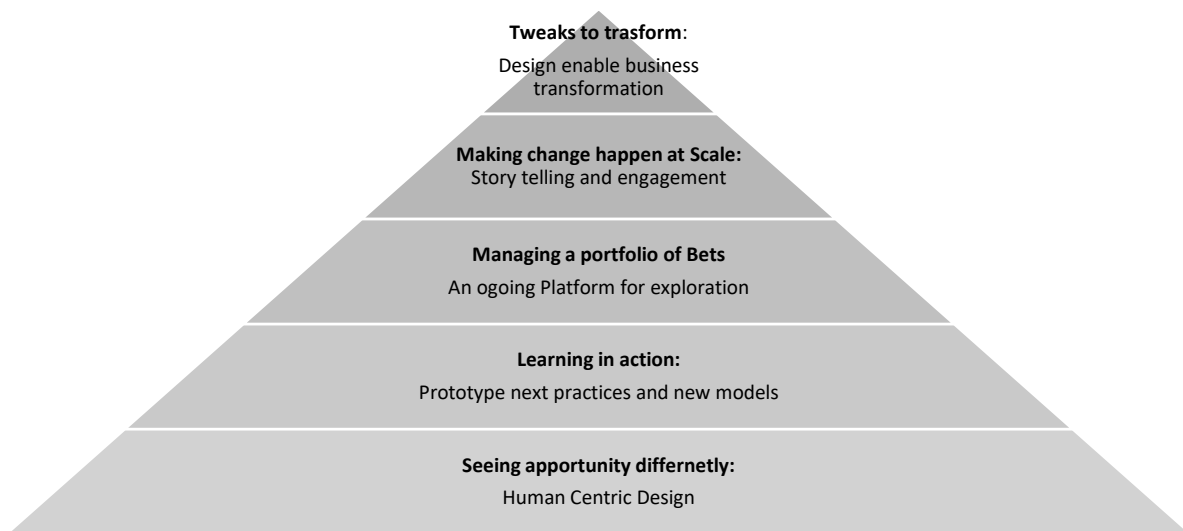 Tweaks to trasform:
Design enable business
transformation
Making change happen at Scale:
Story telling and engagement
Managing a portfolio of Bets
An ogoing Platform for exploration
Learning in action:
Prototype next practices and new models
Seeing apportunity differnetly:
Human Centric Design